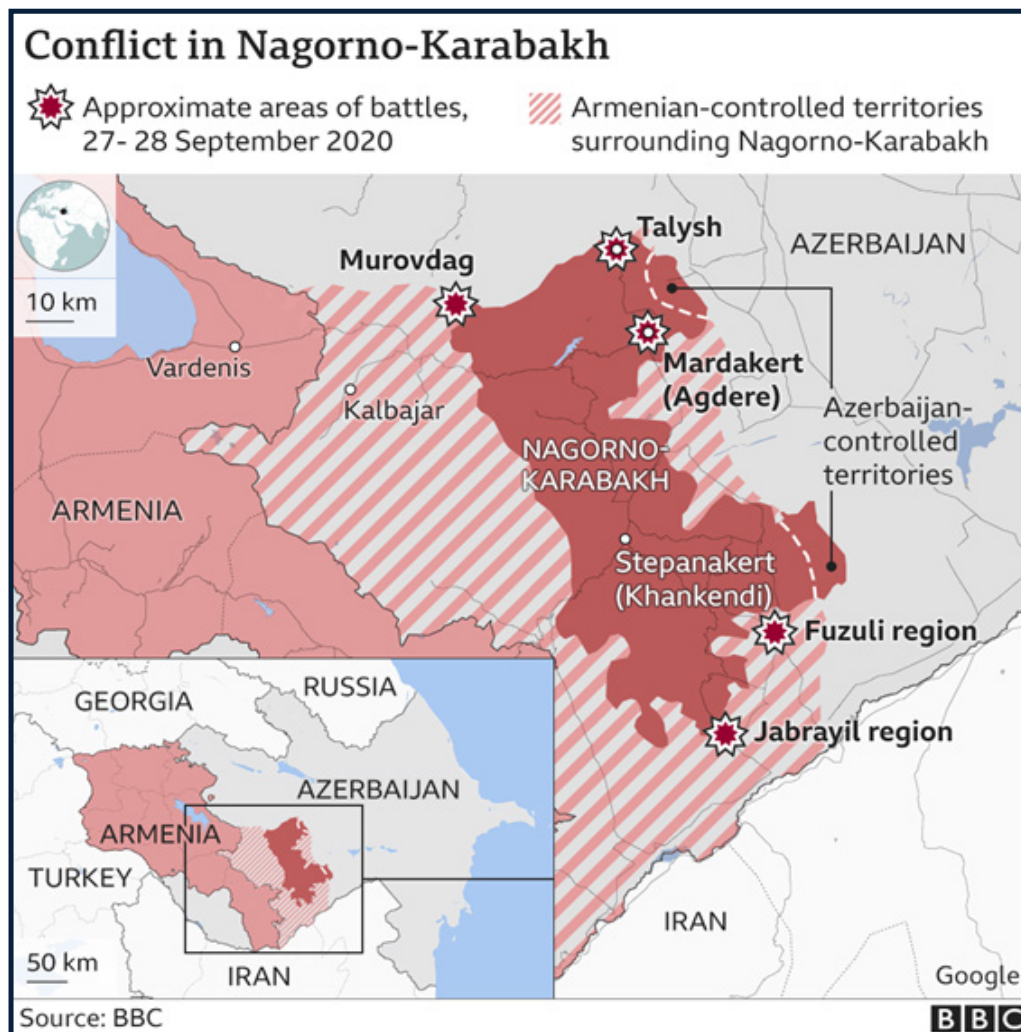 Conflict in Nagorno-Karabakh
Approximate areas of battles,
27- 28 September 2020
Armenian-controlled territories
surrounding Nagorno-Karabakh
10 km
Talysh
AZERBAIJAN
Murovdag
Vardenis
Kalbajar
Mardakert
(Agdere)
Azerbaijan-
controlled
territories
NAGORNO-
KARABAKH
ARMENIA
Stepanakert
(Khankendi)
Fuzuli region
Jabrayil region
IRAN
Google
GEORGIA
RUSSIA
AZERBAIJAN
ARMENIA
TURKEY
IRAN
50 km
Source: BBC
BBC